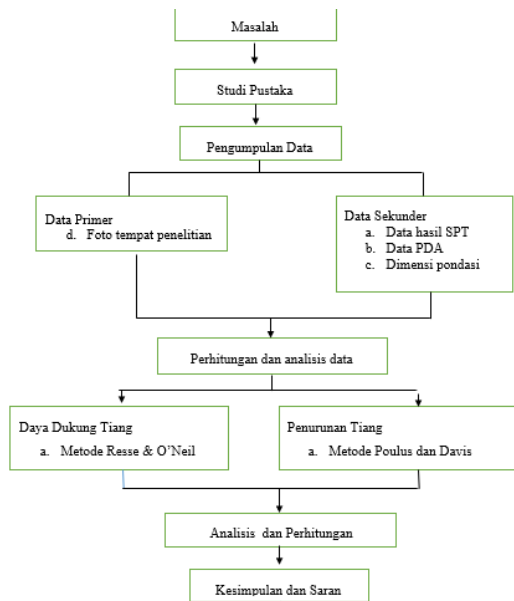 Masalah
Studi Pustaka
Pengumpulan Data
Data Primer
d. Foto tempat penelitian
Data Sekunder
a. Data hasil SPT
b. Data PDA
c. Dimensi pondasi
Perhitungan dan analisis data
Daya Dukung Tiang
a. Metode Resse & O'Neil
Penurunan Tiang
a. Metode Poulus dan Davis
Analisis dan Perhitungan
Kesimpulan dan Saran